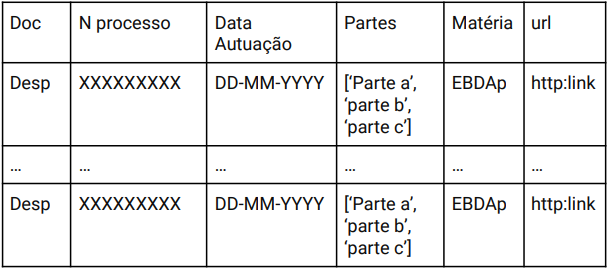 Doc N processo Data Autuação Partes Matéria url
Desp XXXXXXXXX DD-MM-YYYY ['Parte a', 'parte b', 'parte c'] EBDAp http:link
... ... ... ... ... ...
Desp XXXXXXXXX DD-MM-YYYY ['Parte a', 'parte b', 'parte c'] EBDAp http:link